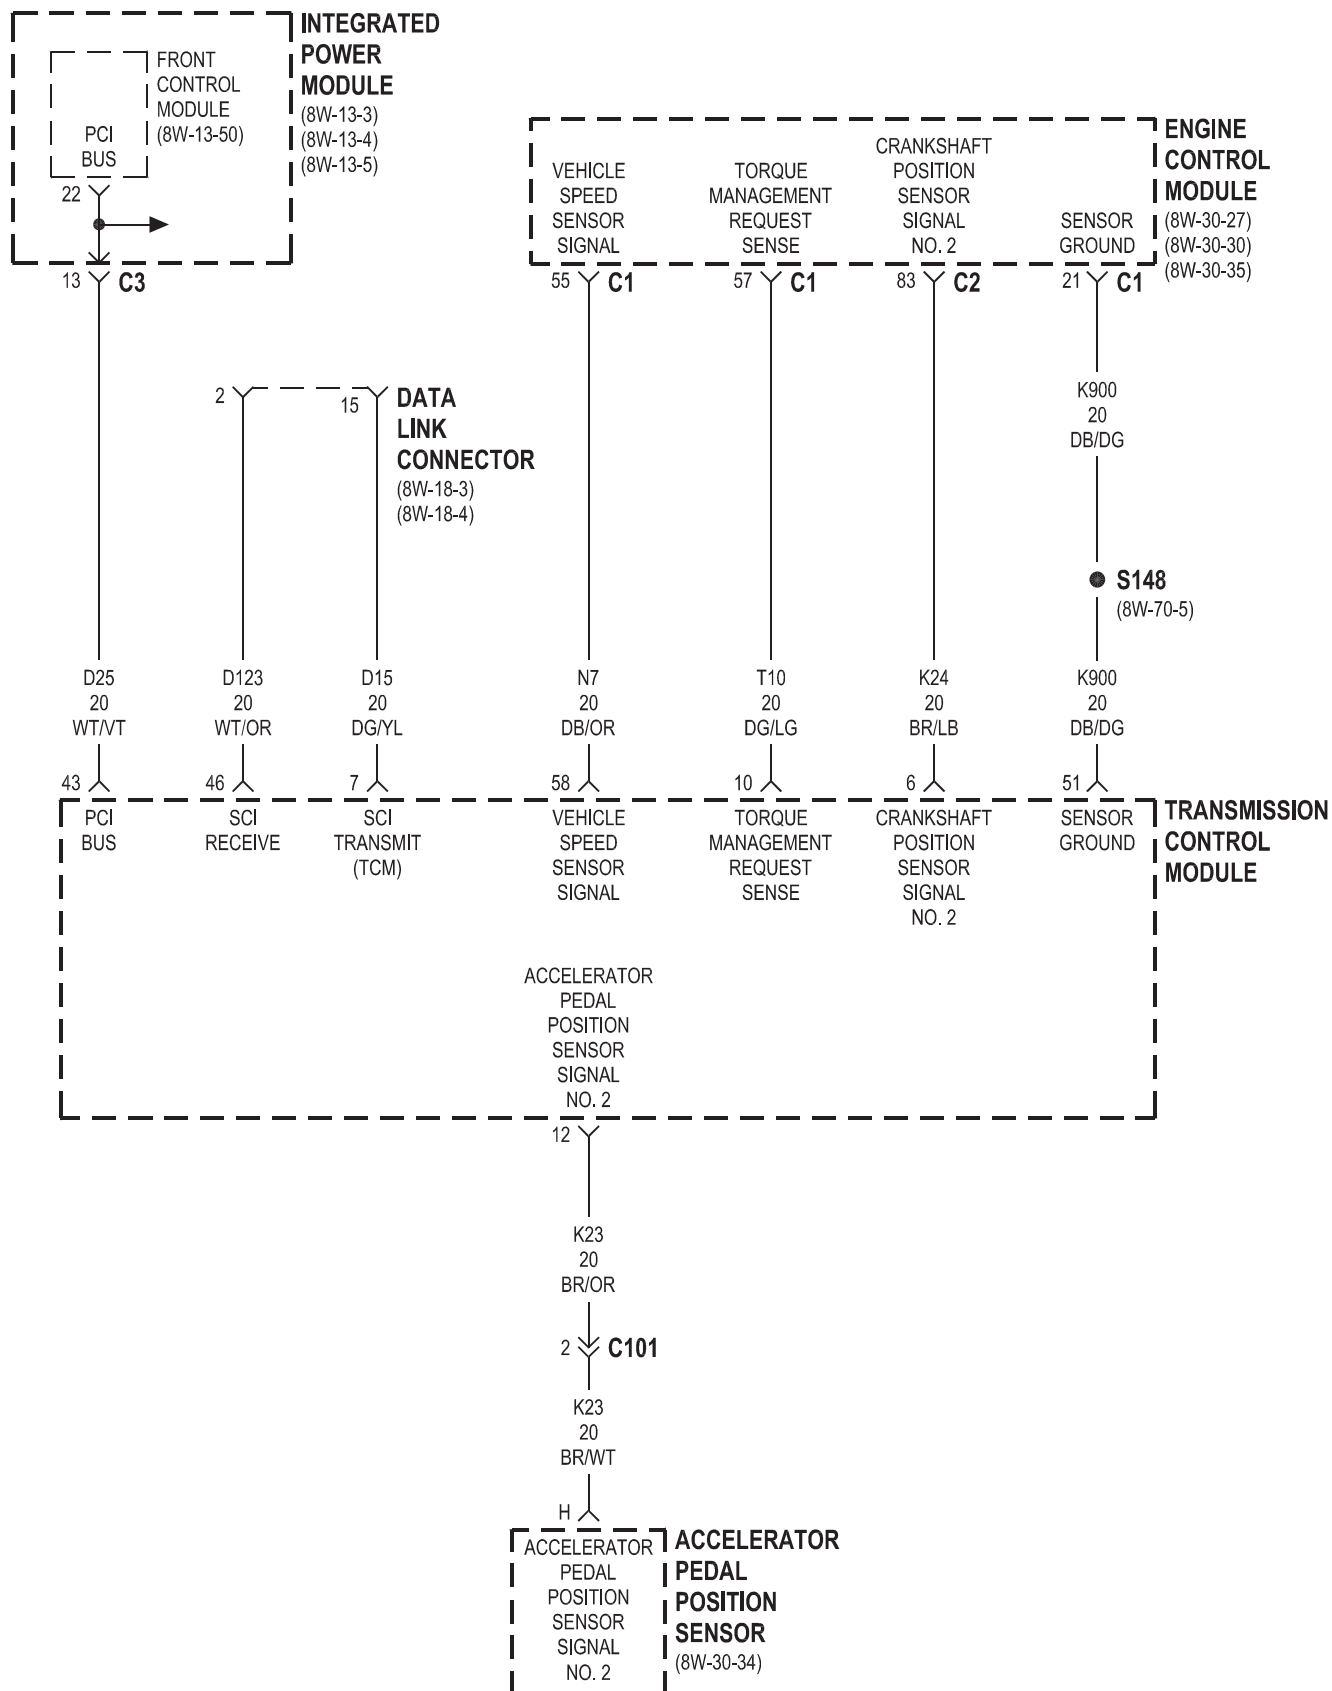 INTEGRATED
POWER
MODULE
(8W-13-3)
(8W-13-4)
(8W-13-5)
FRONT
CONTROL
MODULE
(8W-13-50)
PCI
BUS
22
13
C3
ENGINE
CONTROL
MODULE
(8W-30-27)
(8W-30-30)
(8W-30-35)
VEHICLE
SPEED
SENSOR
SIGNAL
TORQUE
MANAGEMENT
REQUEST
SENSE
CRANKSHAFT
POSITION
SENSOR
SIGNAL
NO. 2
SENSOR
GROUND
55
C1
57
C1
83
C2
21
C1
2
15
DATA
LINK
CONNECTOR
(8W-18-3)
(8W-18-4)
K900
20
DB/DG
S148
(8W-70-5)
D25
20
WT/VT
D123
20
WT/OR
D15
20
DG/YL
N7
20
DB/OR
T10
20
DG/LG
K24
20
BR/LB
K900
20
DB/DG
43
46
7
58
10
6
51
PCI
BUS
SCI
RECEIVE
SCI
TRANSMIT
(TCM)
VEHICLE
SPEED
SENSOR
SIGNAL
TORQUE
MANAGEMENT
REQUEST
SENSE
CRANKSHAFT
POSITION
SENSOR
SIGNAL
NO. 2
SENSOR
GROUND
TRANSMISSION
CONTROL
MODULE
ACCELERATOR
PEDAL
POSITION
SENSOR
SIGNAL
NO. 2
12
K23
20
BR/OR
2
C101
K23
20
BR/WT
H
ACCELERATOR
PEDAL
POSITION
SENSOR
SIGNAL
NO. 2
ACCELERATOR
PEDAL
POSITION
SENSOR
(8W-30-34)